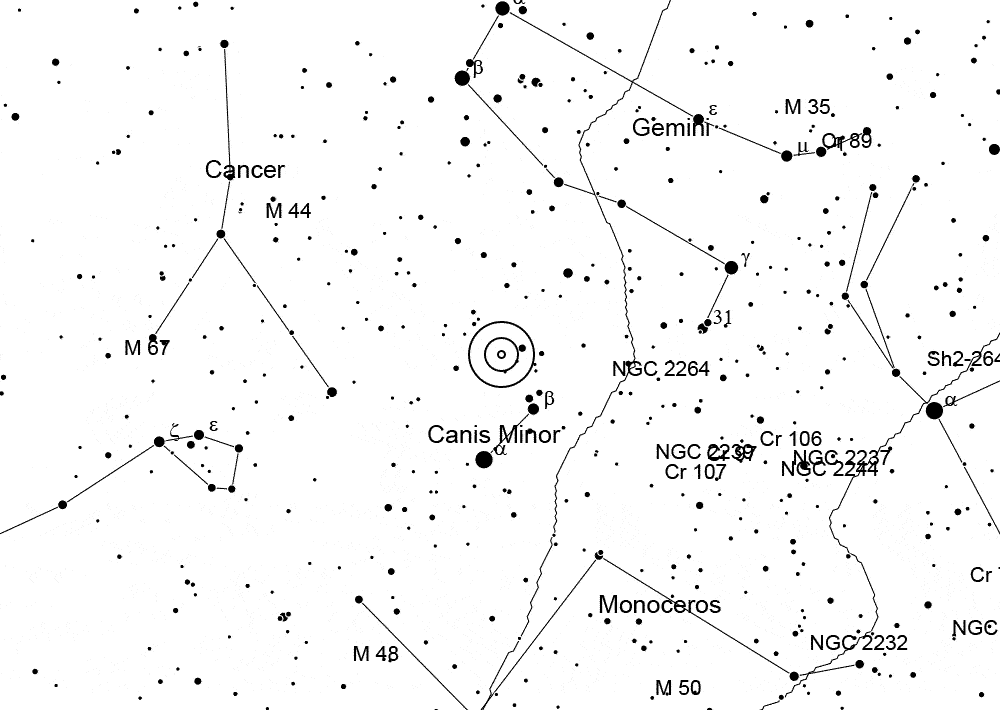 α
β
ε
M 35
Gemini
μ
Cancer
M 44
γ
31
M 67
Sh2-264
NGC 2264
β
α
Canis Minor
α
ζ
ε
Cr 106
NGC 2239
Cr 97
NGC 2237
Cr 107
NGC 2244
Cr
Monoceros
NGC
NGC 2232
M 48
M 50